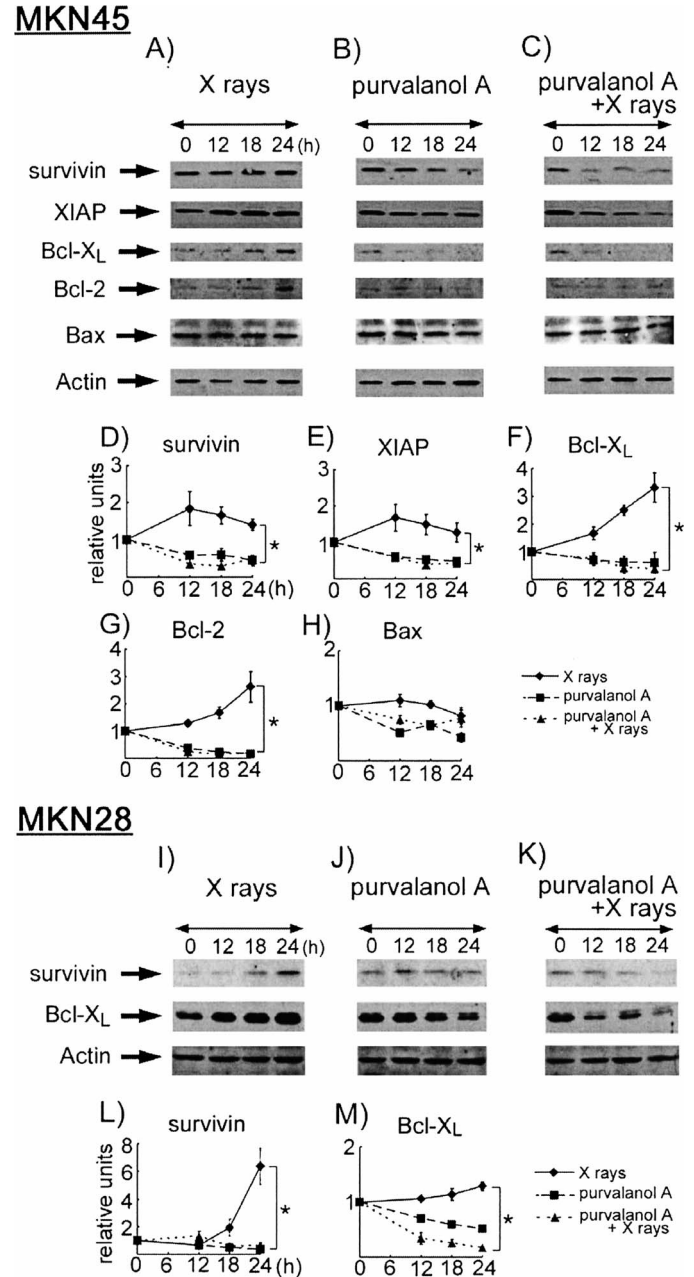 MKN45
A) B) C)
X rays purvalanol A purvalanol A
+X rays
0 12 18 24 (h) 0 12 18 24 0 12 18 24
survivin
XIAP
Bcl-XL
Bcl-2
Bax
Actin
D) survivin E) XIAP F) Bcl-XL
relative units
3 3 4
2 2 3
1 1 2
1
0 6 12 18 24 (h) 0 6 12 18 24 0 6 12 18 24
* * *
G) Bcl-2 H) Bax
4 2
3
2
1 1
0 6 12 18 24 0 6 12 18 24
*
X rays
purvalanol A
purvalanol A
+ X rays
MKN28
I) J) K)
X rays purvalanol A purvalanol A
+X rays
0 12 18 24 (h) 0 12 18 24 0 12 18 24
survivin
Bcl-XL
Actin
L) survivin M) Bcl-XL
relative units
8 2
6
4
2 1
0 6 12 18 24 (h) 0 6 12 18 24
* *
X rays
purvalanol A
purvalanol A
+ X rays